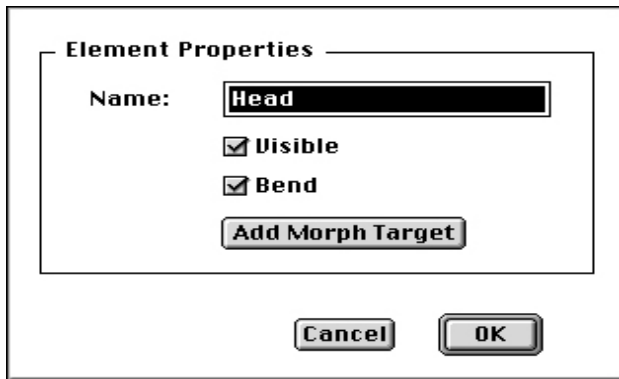 Element Properties
Name: Head
Visible
Bend
Add Morph Target
Cancel OK